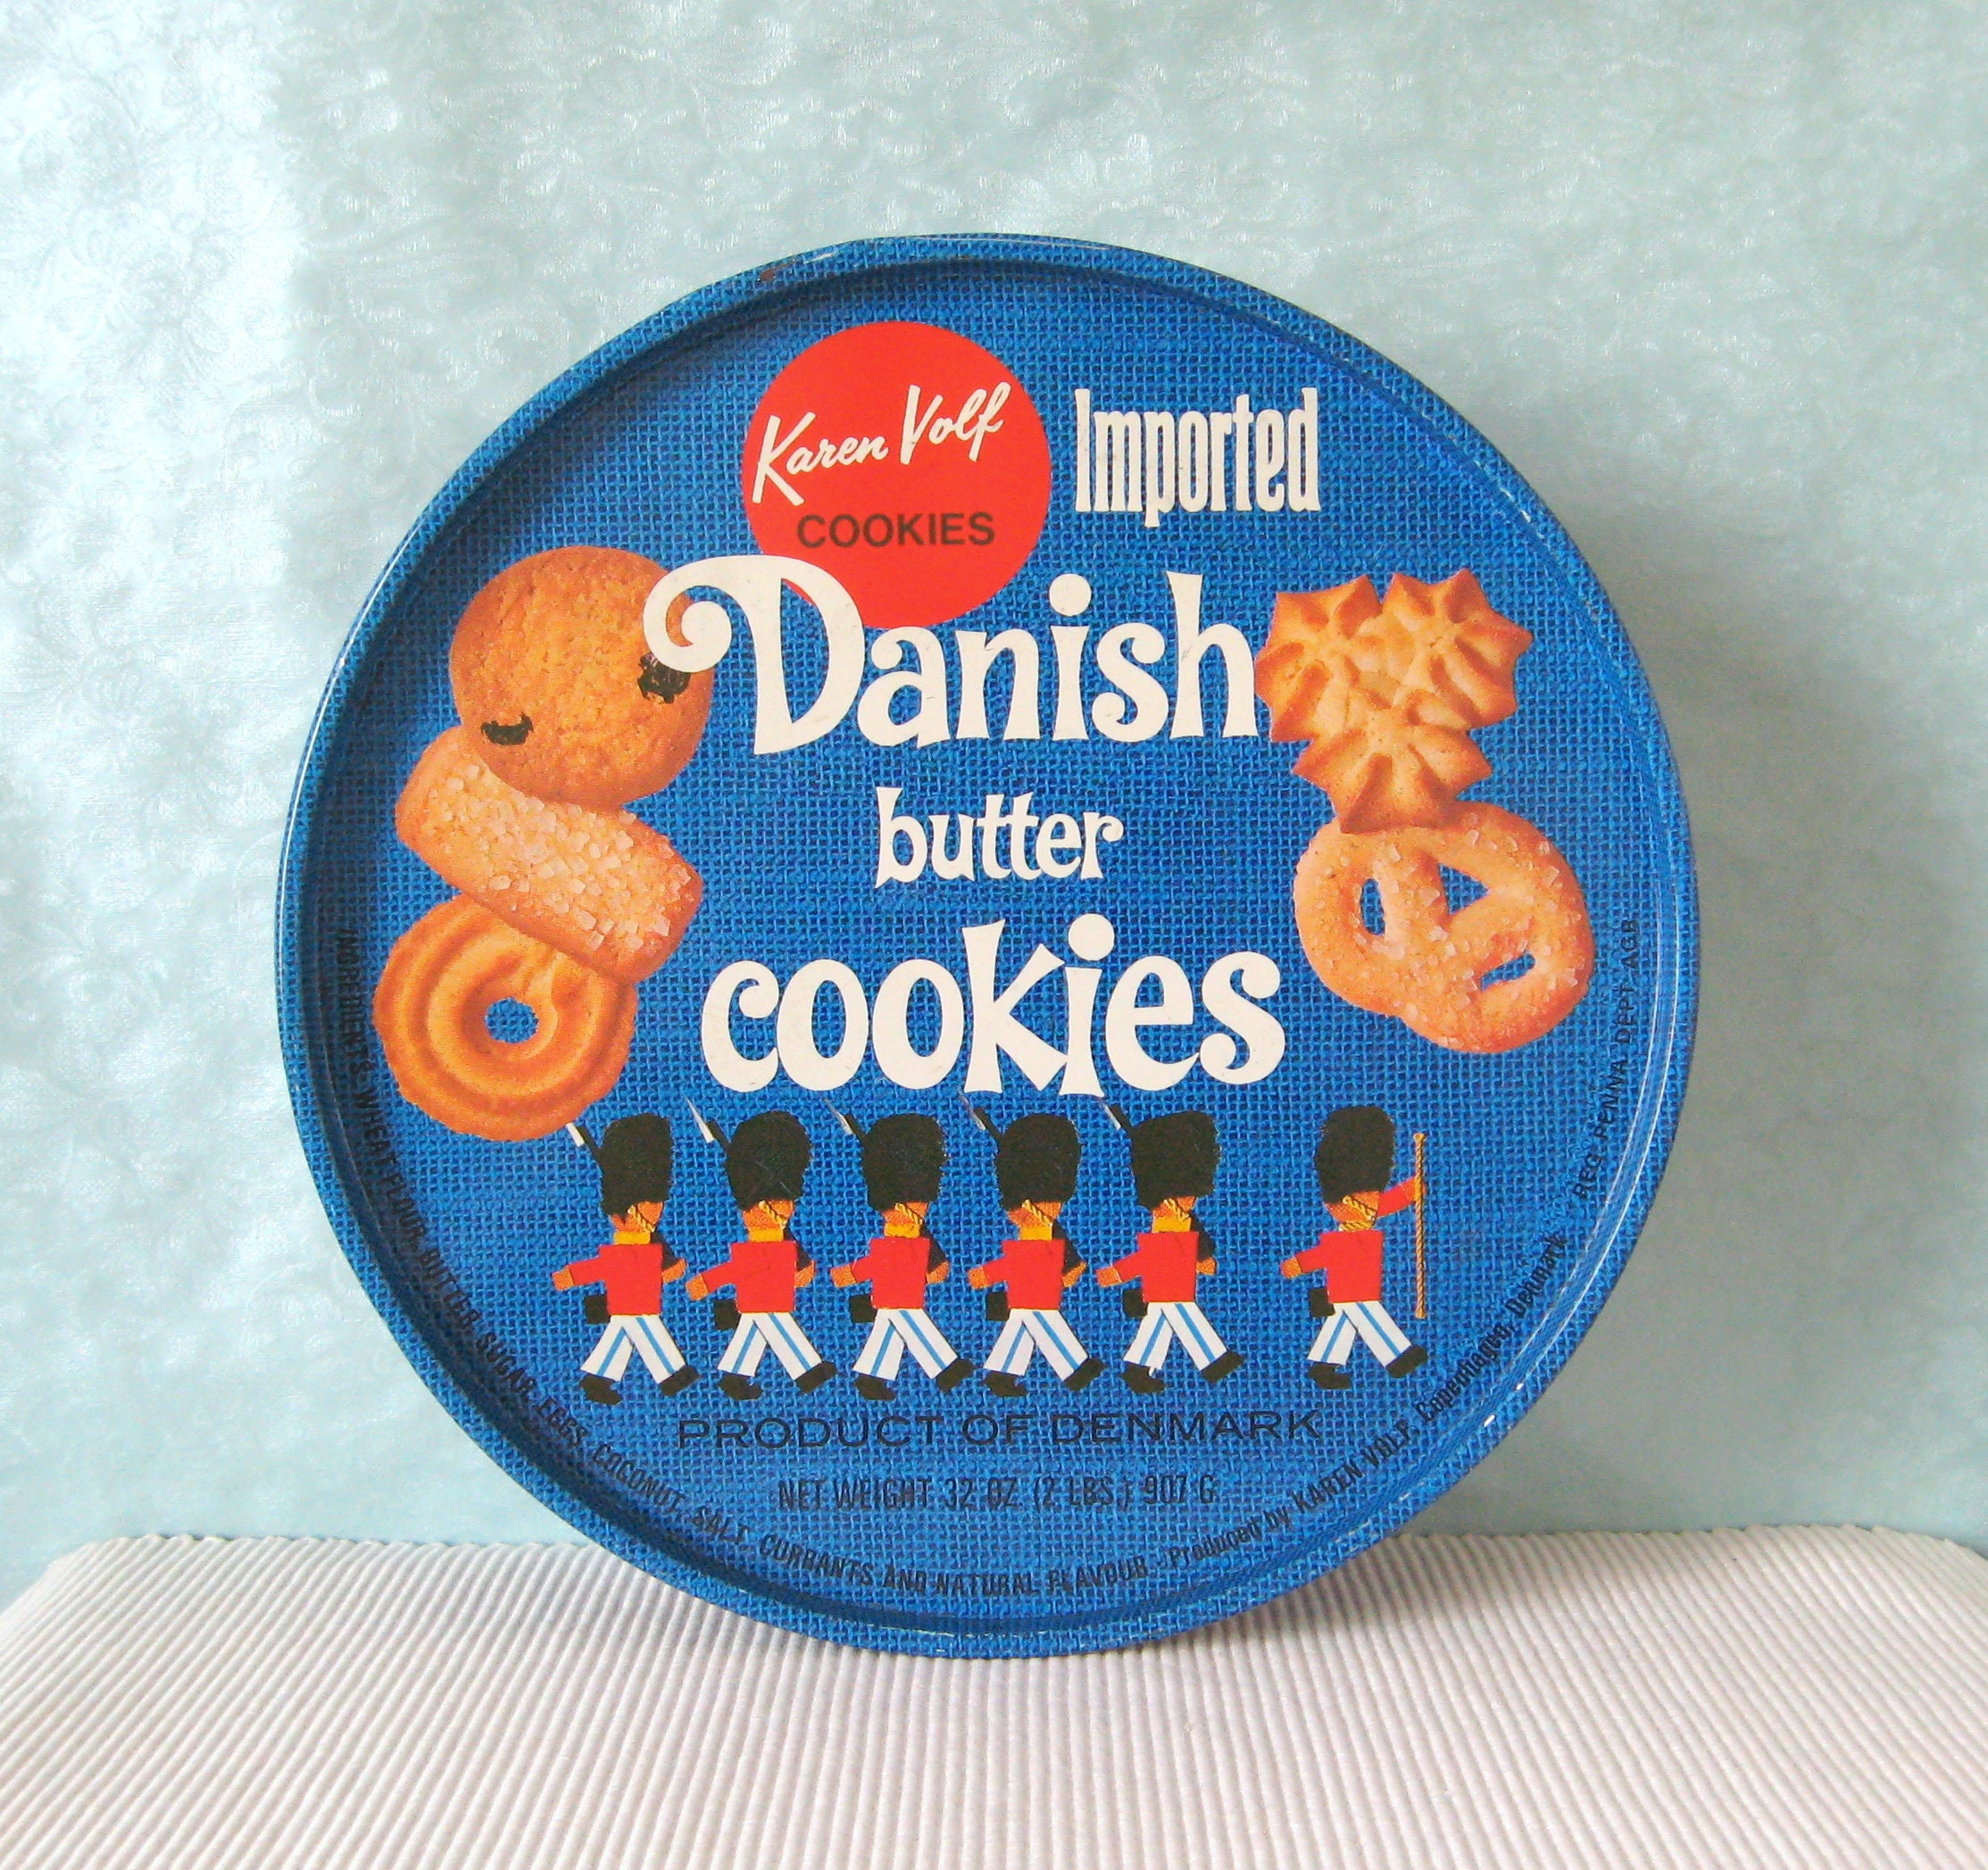 Karen Volf
COOKIES
Imported
Danish
butter
cookies
PRODUCT OF DENMARK
NET WEIGHT 32 OZ (2 LBS.) 907 G
INGREDIENTS: WHEAT FLOUR, BUTTER, SUGAR, EGGS, COCONUT, SALT, CURRANTS AND NATURAL FLAVOUR - Produced by KAREN VOLF, Copenhagen, Denmark REG PENNA DEPT AGR